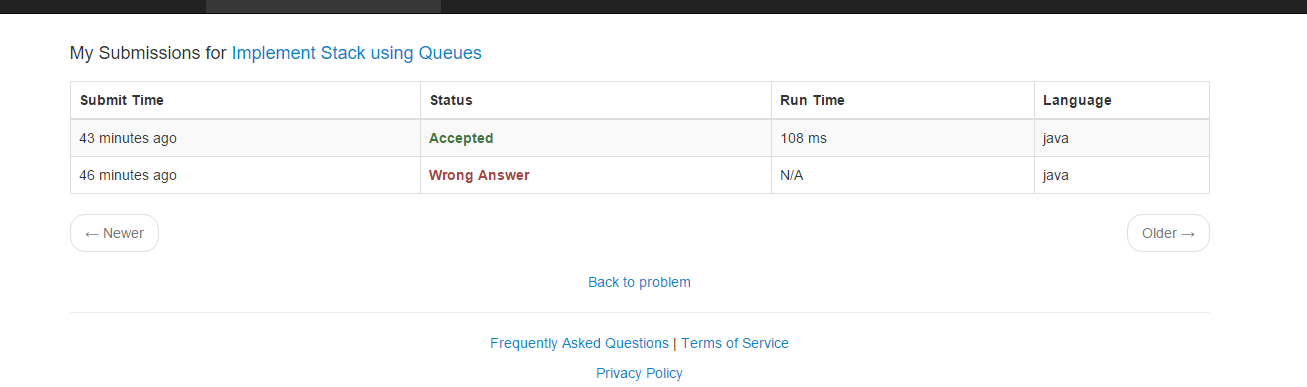 My Submissions for Implement Stack using Queues
Submit Time Status Run Time Language
43 minutes ago Accepted 108 ms java
46 minutes ago Wrong Answer N/A java
← Newer Older →
Back to problem
Frequently Asked Questions | Terms of Service
Privacy Policy